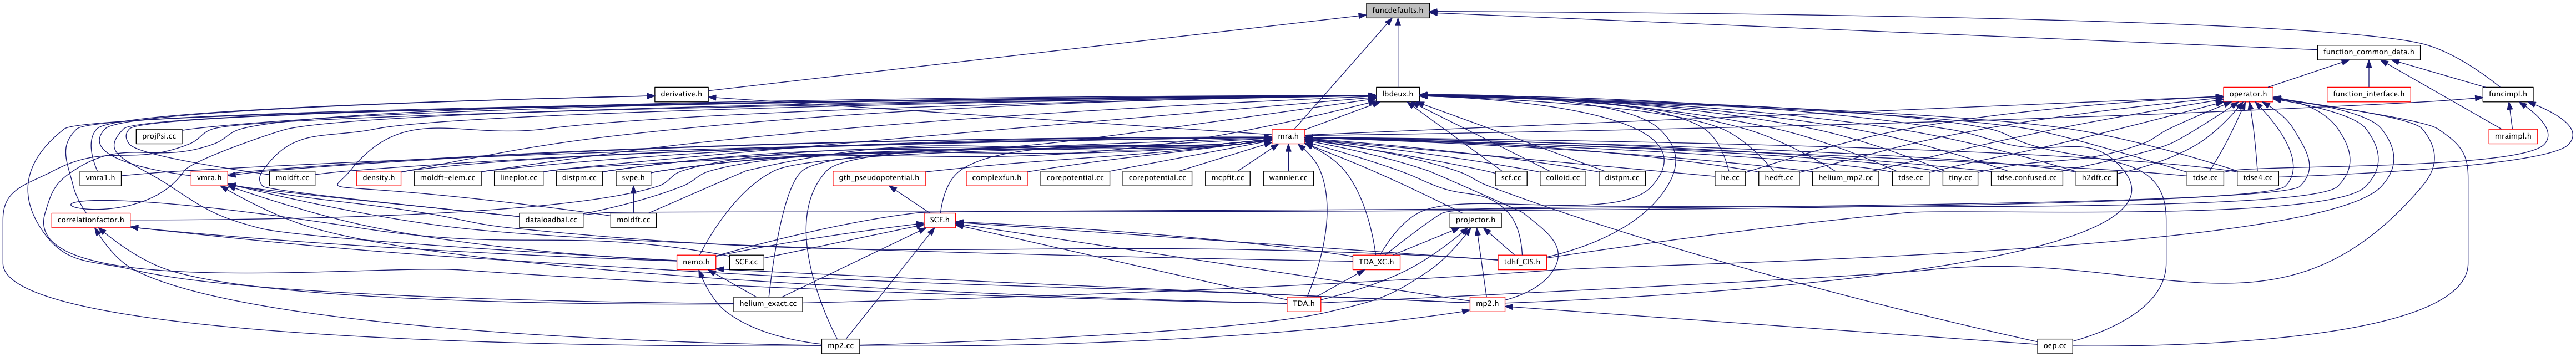 funcdefaults.h
function_common_data.h
derivative.h
lbdeux.h
operator.h
function_interface.h
funcimpl.h
projPsi.cc
mra.h
mraimpl.h
vmra1.h
vmra.h
moldft.cc
density.h
moldft-elem.cc
lineplot.cc
distpm.cc
svpe.h
gth_pseudopotential.h
complexfun.h
corepotential.cc
corepotential.cc
mcpfit.cc
wannier.cc
scf.cc
colloid.cc
distpm.cc
he.cc
hedft.cc
helium_mp2.cc
tdse.cc
tiny.cc
tdse.confused.cc
h2dft.cc
tdse.cc
tdse4.cc
correlationfactor.h
dataloadbal.cc
moldft.cc
SCF.h
projector.h
nemo.h
SCF.cc
TDA_XC.h
tdhf_CIS.h
helium_exact.cc
TDA.h
mp2.h
mp2.cc
oep.cc